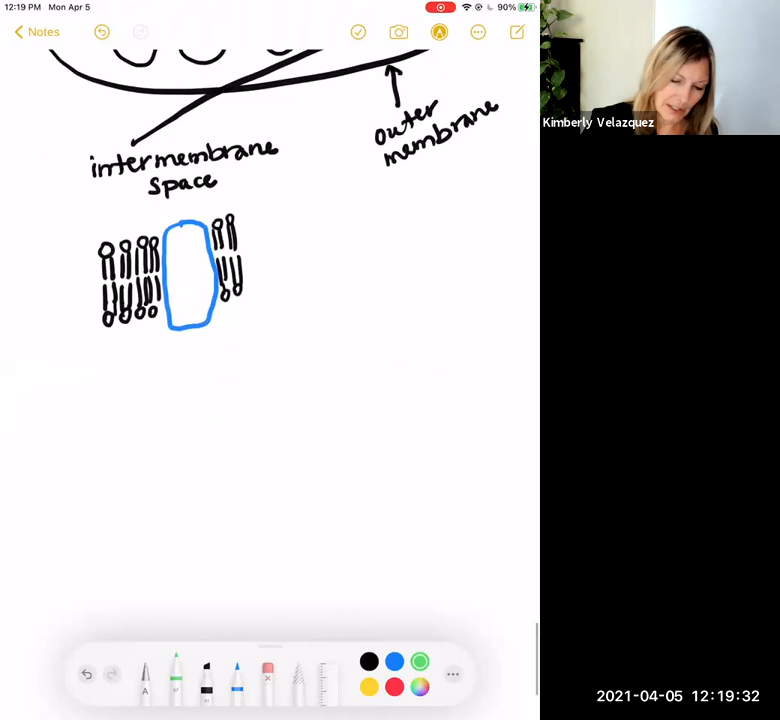 12:19 PM Mon Apr 5
90%
Notes
outer
membrane
intermembrane
space
Kimberly Velazquez
A
2021-04-05 12:19:32